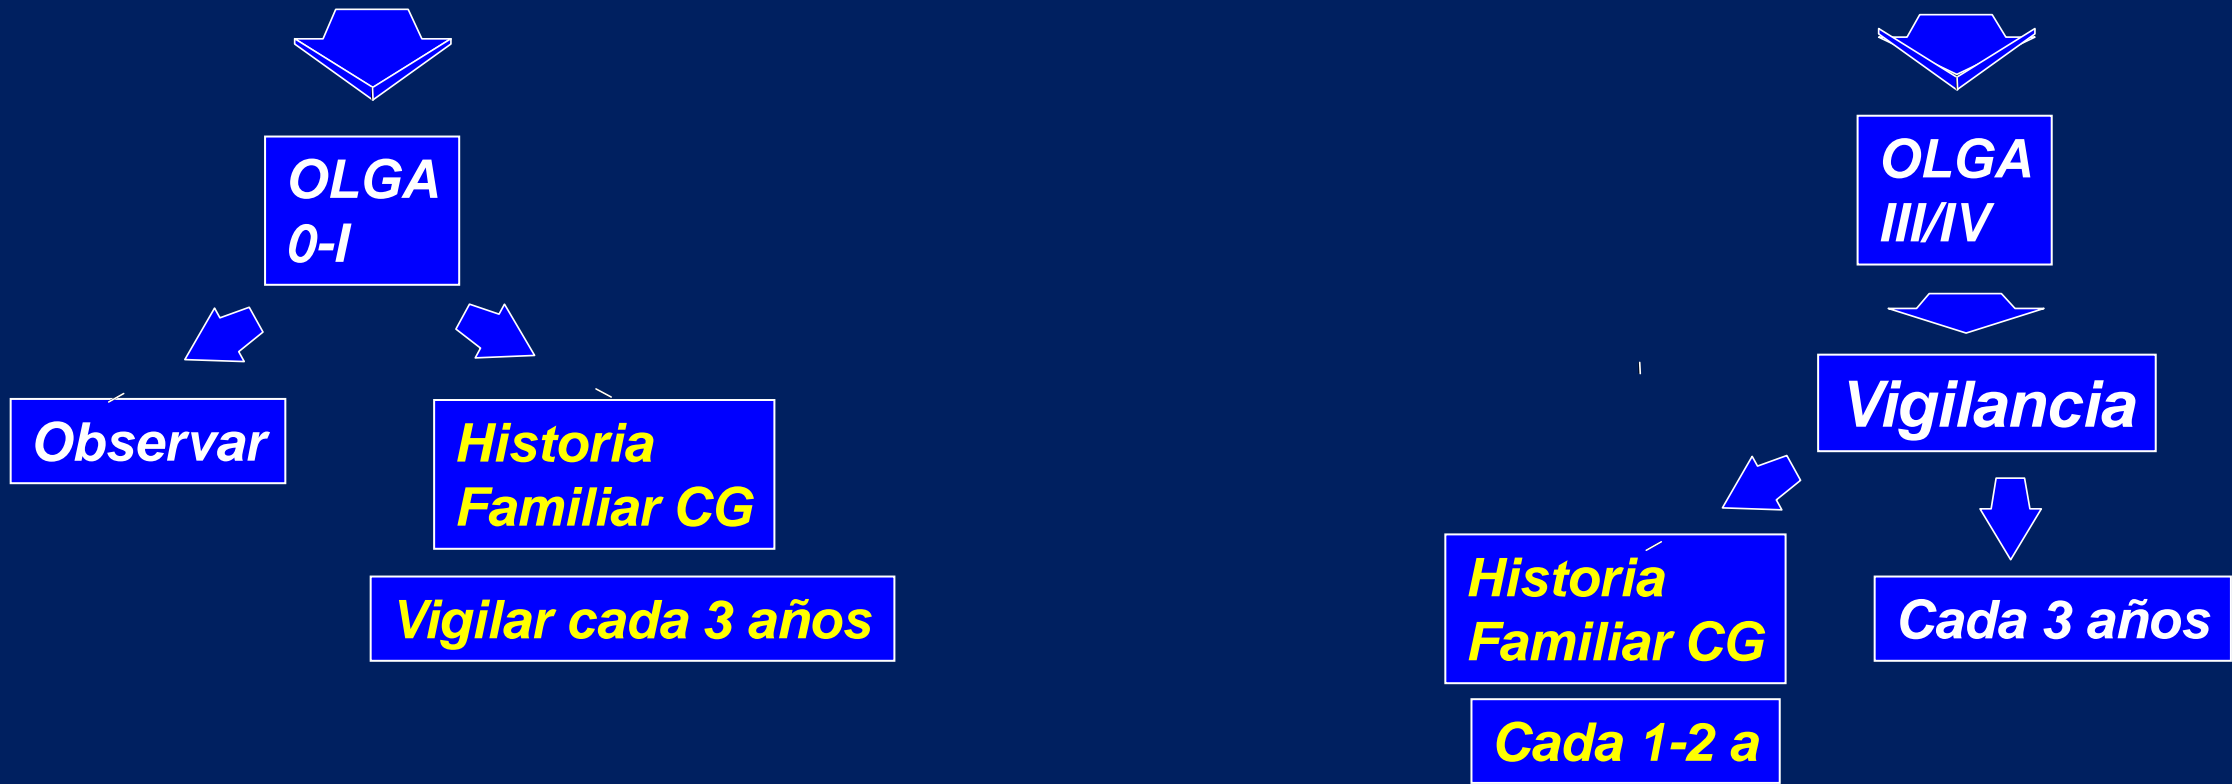 OLGA
0-I
Observar
Historia
Familiar CG
Vigilar cada 3 años
OLGA
III/IV
Vigilancia
Historia
Familiar CG
Cada 1-2 a
Cada 3 años